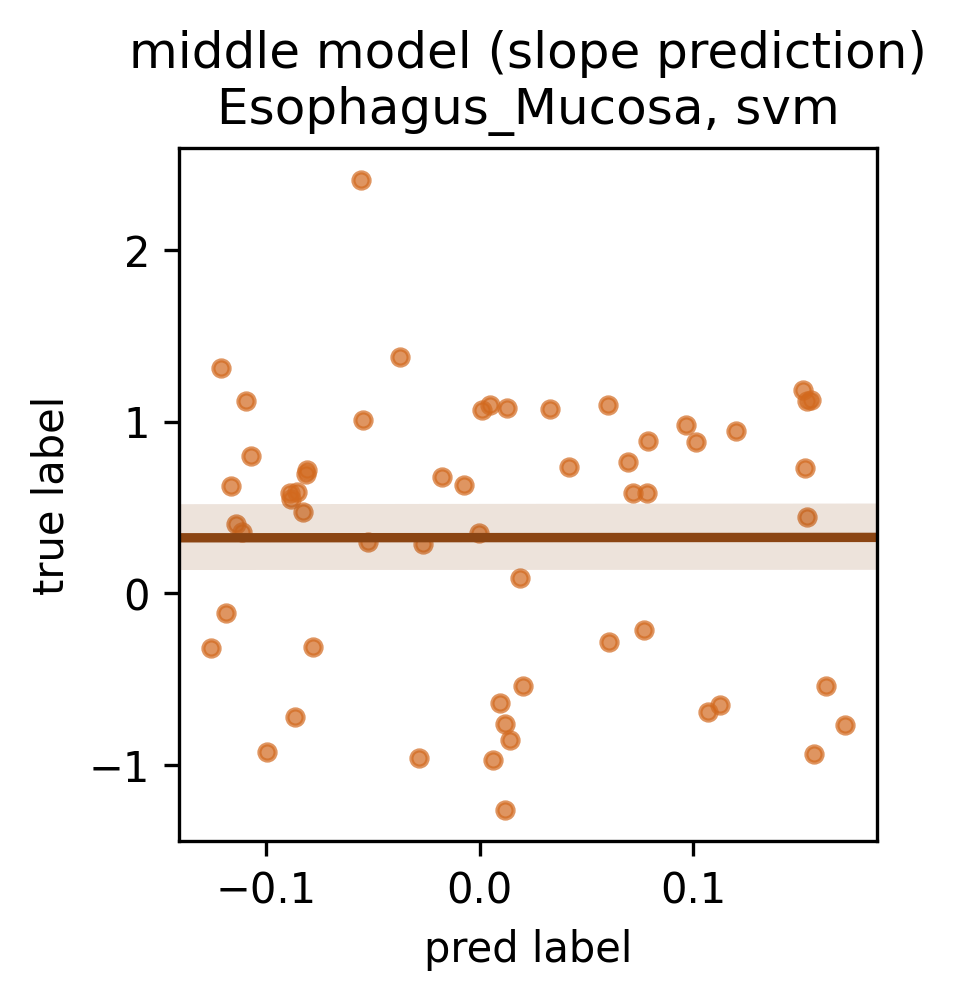 middle model (slope prediction)
Esophagus_Mucosa, svm
2
1
0
−1
true label
−0.1
0.0
0.1
pred label